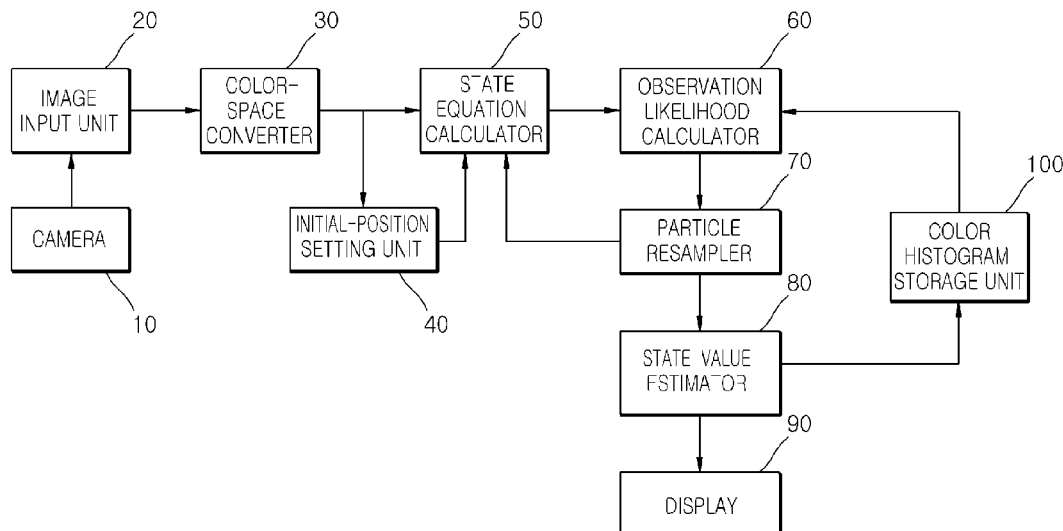 20
30
50
60
IMAGE
INPUT UNIT
COLOR-
SPACE
CONVERTER
STATE
EQUATION
CALCULATOR
OBSERVATION
LIKELIHOOD
CALCULATOR
70
100
CAMERA
INITIAL-POSITION
SETTING UNIT
PARTICLE
RESAMPLER
COLOR
HISTOGRAM
STORAGE UNIT
10
40
80
STATE VALUE
ESTIMATOR
90
DISPLAY